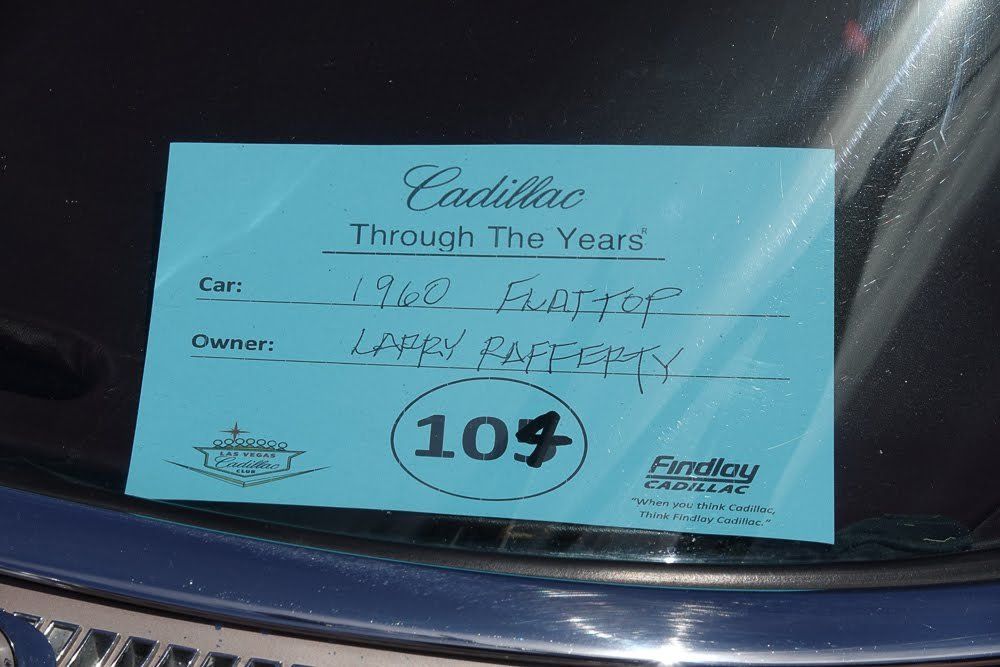 Cadillac
Through The Years®
Car: 1960 FLATTOP
Owner: LARRY RAFFERTY
104
LAS VEGAS
Cadillac
CLUB
Findlay
CADILLAC
"When you think Cadillac,
Think Findlay Cadillac."